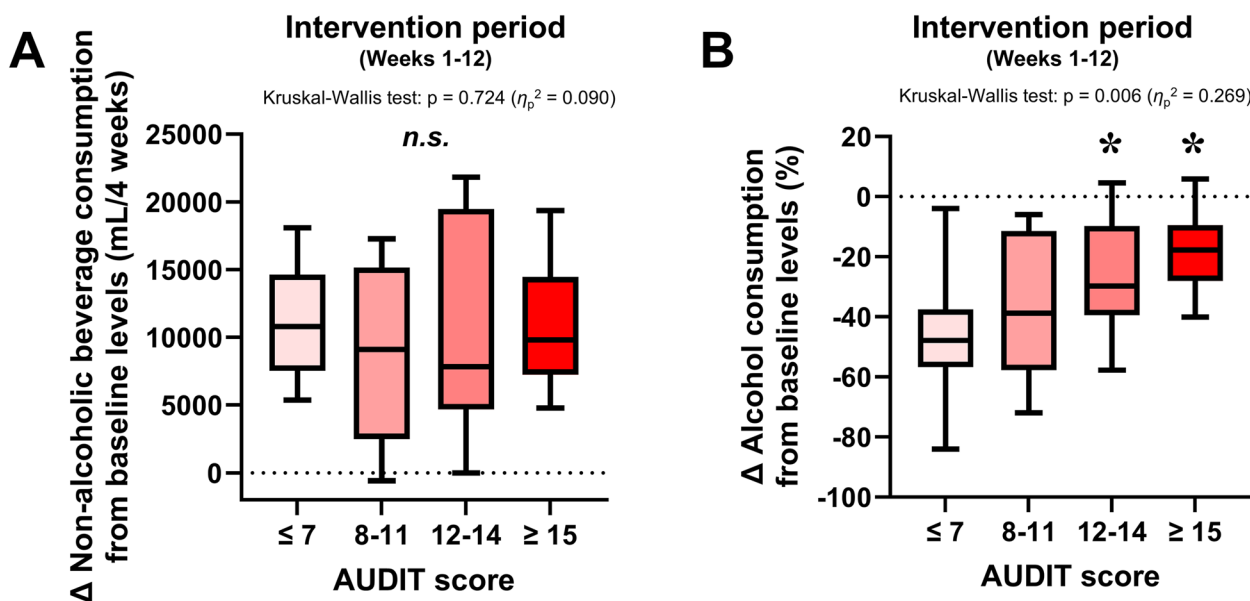 A
Intervention period
(Weeks 1-12)
Kruskal-Wallis test: p = 0.724 (ηp² = 0.090)
n.s.
Δ Non-alcoholic beverage consumption
from baseline levels (mL/4 weeks)
25000
20000
15000
10000
5000
0
≤ 7 8-11 12-14 ≥ 15
AUDIT score
B
Intervention period
(Weeks 1-12)
Kruskal-Wallis test: p = 0.006 (ηp² = 0.269)
* *
Δ Alcohol consumption
from baseline levels (%)
20
0
-20
-40
-60
-80
-100
≤ 7 8-11 12-14 ≥ 15
AUDIT score